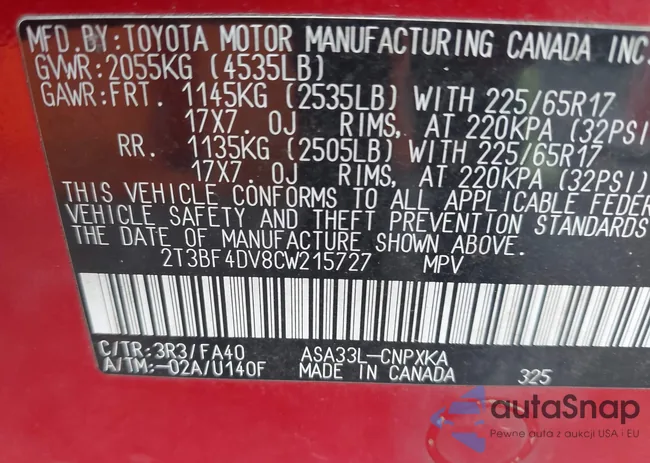 MFD.BY:TOYOTA MOTOR MANUFACTURING CANADA INC.
GVWR:2055KG (4535LB)
GAWR:FRT. 1145KG (2535LB) WITH 225/65R17
17X7.0J RIMS, AT 220KPA (32PSI
RR. 1135KG (2505LB) WITH 225/65R17
17X7.0J RIMS, AT 220KPA (32PSI)
THIS VEHICLE CONFORMS TO ALL APPLICABLE FEDER
VEHICLE SAFETY AND THEFT PREVENTION STANDARDS
THE DATE OF MANUFACTURE SHOWN ABOVE.
2T3BF4DV8CW215727 MPV
C/TR:3R3/FA40 ASA33L-CNPXKA
A/TM:-02A/U140F MADE IN CANADA 325
autaSnap
Pewne auta z aukcji USA i EU